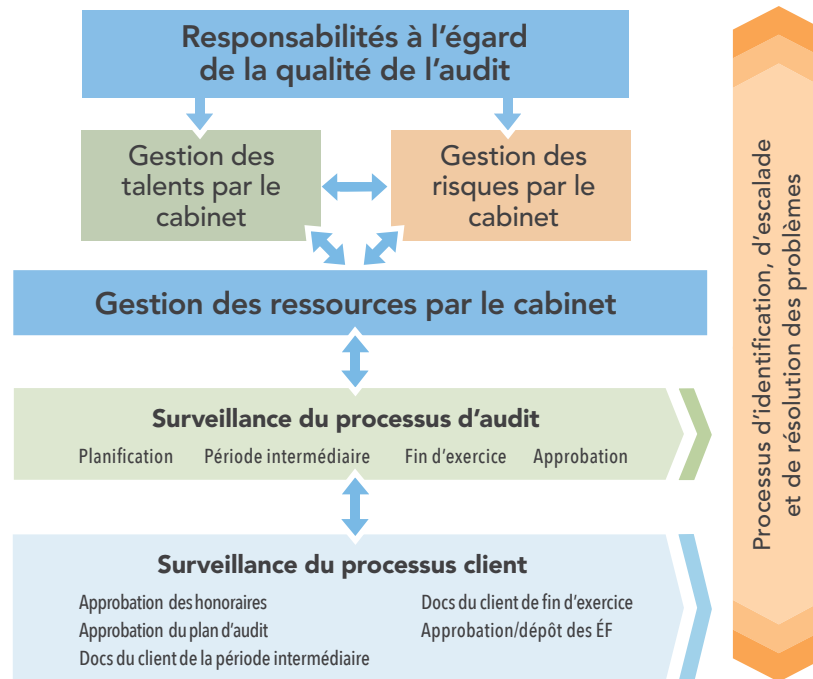 Responsabilités à l'égard
de la qualité de l'audit
Gestion des
talents par le
cabinet
Gestion des
risques par le
cabinet
Gestion des ressources par le cabinet
Surveillance du processus d'audit
Planification Période intermédiaire Fin d'exercice Approbation
Surveillance du processus client
Approbation des honoraires
Approbation du plan d'audit
Docs du client de la période intermédiaire
Docs du client de fin d'exercice
Approbation/dépôt des ÉF
Processus d'identification, d'escalade
et de résolution des problèmes